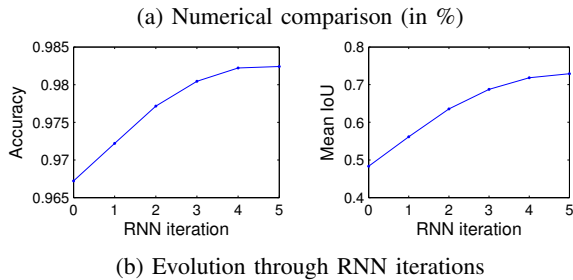 (a) Numerical comparison (in %)
0.985
0.98
0.975
0.97
0.965
Accuracy
0 1 2 3 4 5
RNN iteration
0.8
0.7
0.6
0.5
0.4
Mean IoU
0 1 2 3 4 5
RNN iteration
(b) Evolution through RNN iterations